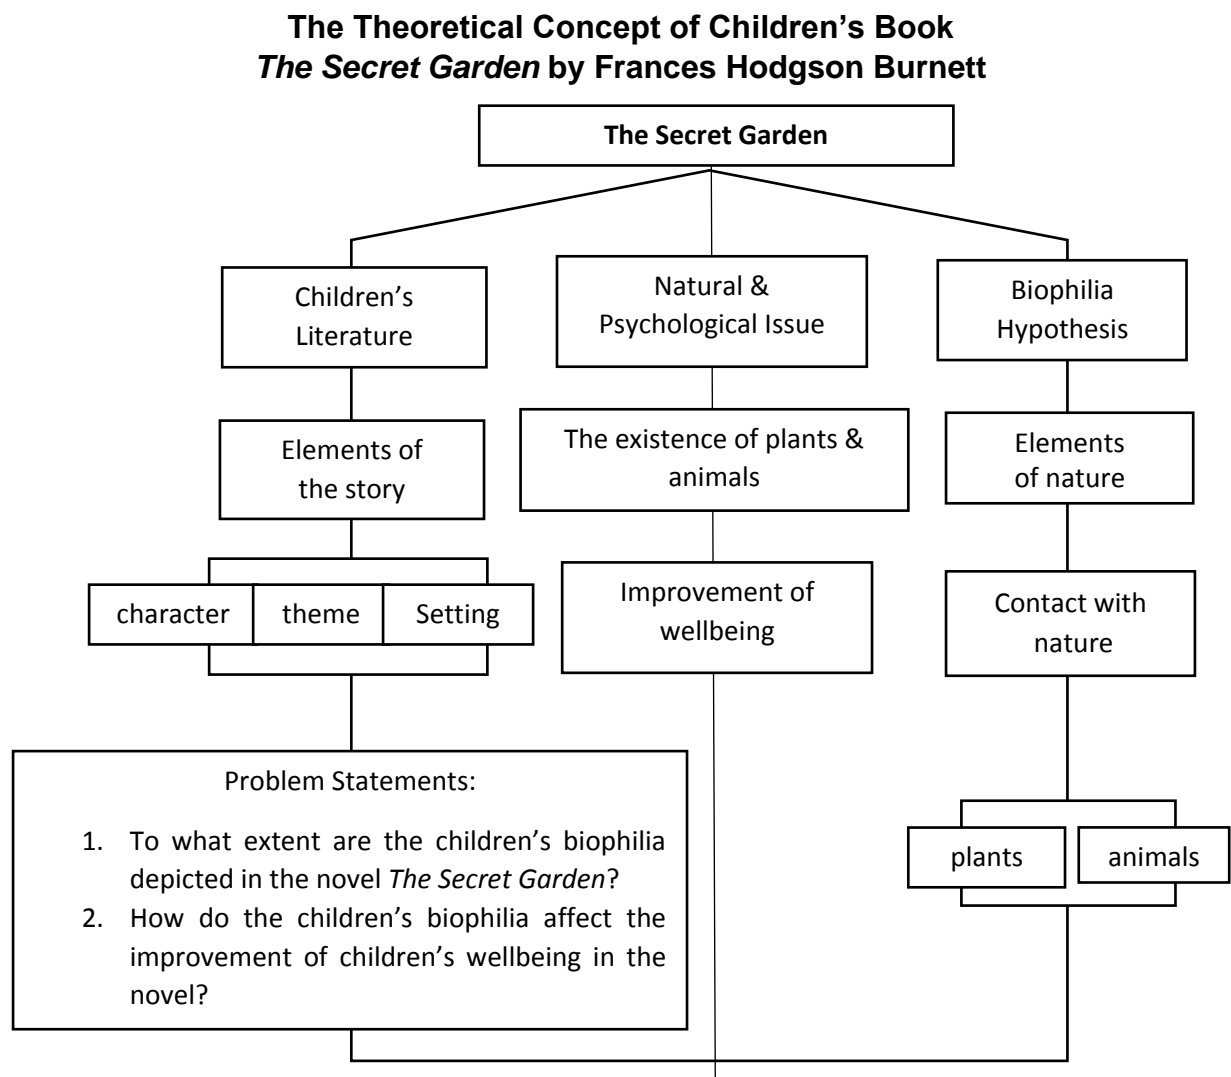 The Theoretical Concept of Children’s Book
The Secret Garden by Frances Hodgson Burnett
The Secret Garden
Children’s
Literature
Natural &
Psychological Issue
Biophilia
Hypothesis
Elements of
the story
The existence of plants &
animals
Elements
of nature
character
theme
Setting
Improvement of
wellbeing
Contact with
nature
Problem Statements:
1. To what extent are the children’s biophilia
depicted in the novel The Secret Garden?
2. How do the children’s biophilia affect the
improvement of children’s wellbeing in the
novel?
plants
animals